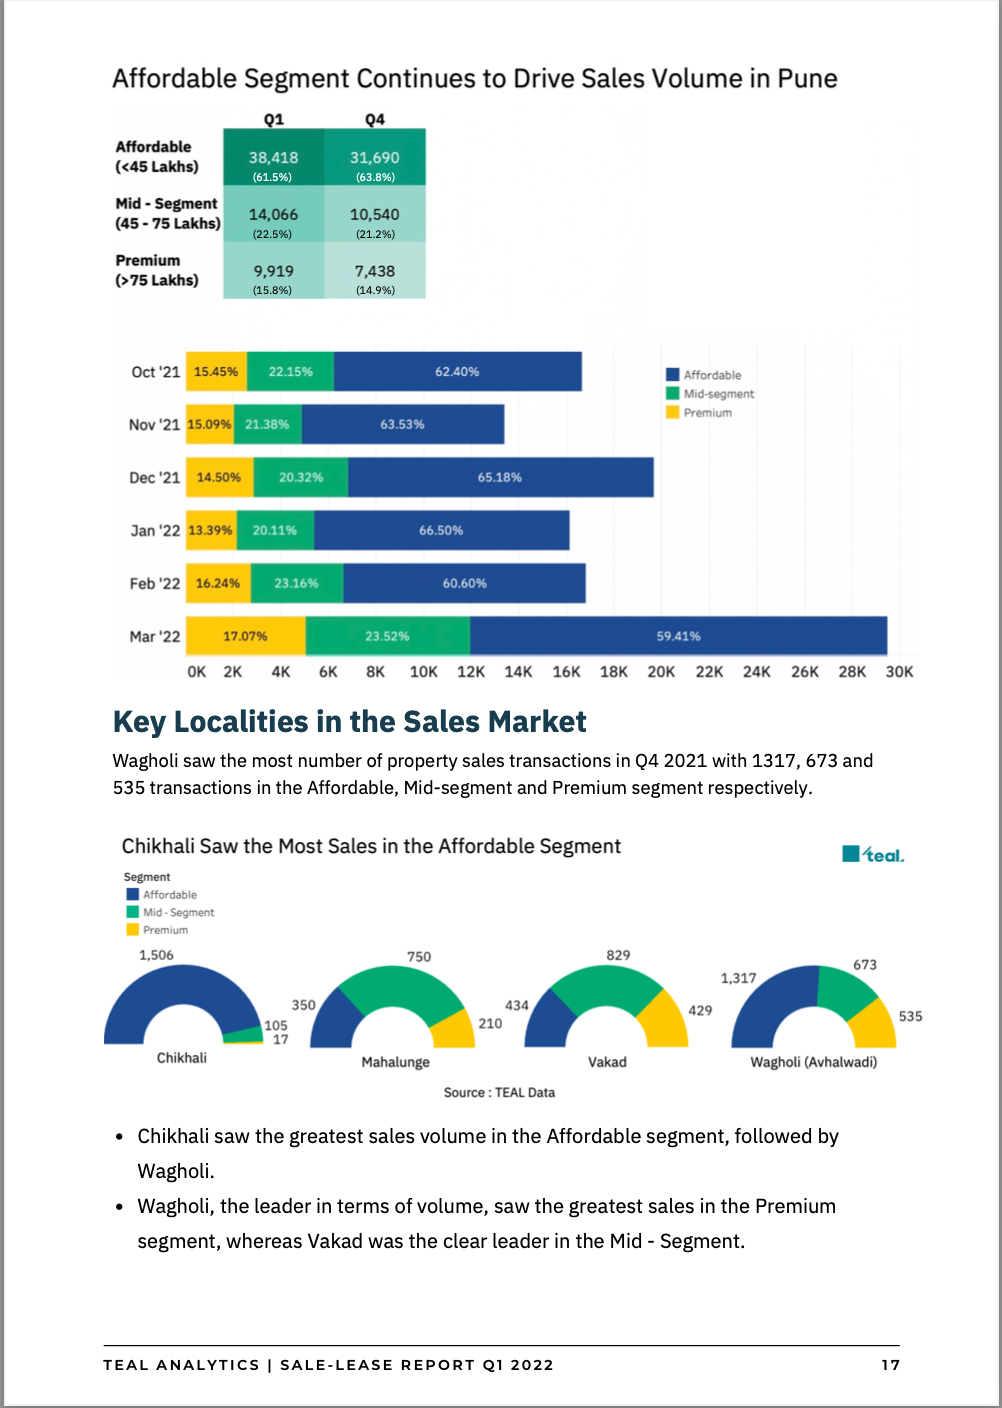 Affordable Segment Continues to Drive Sales Volume in Pune
Q1 Q4
Affordable
(<45 Lakhs)
38,418 31,690
(61.5%) (63.8%)
Mid - Segment
(45 - 75 Lakhs)
14,066 10,540
(22.5%) (21.2%)
Premium
(>75 Lakhs)
9,919 7,438
(15.8%) (14.9%)
Oct '21 15.45% 22.15% 62.40%
Affordable
Mid-segment
Premium
Nov '21 15.09% 21.38% 63.53%
Dec '21 14.50% 20.32% 65.18%
Jan '22 13.39% 20.11% 66.50%
Feb '22 16.24% 23.16% 60.60%
Mar '22 17.07% 23.52% 59.41%
0K 2K 4K 6K 8K 10K 12K 14K 16K 18K 20K 22K 24K 26K 28K 30K
Key Localities in the Sales Market
Wagholi saw the most number of property sales transactions in Q4 2021 with 1317, 673 and
535 transactions in the Affordable, Mid-segment and Premium segment respectively.
Chikhali Saw the Most Sales in the Affordable Segment
teal.
Segment
Affordable
Mid - Segment
Premium
1,506
105
17
Chikhali
350
750
210
Mahalunge
434
829
429
Vakad
1,317
673
535
Wagholi (Avhalwadi)
Source : TEAL Data
• Chikhali saw the greatest sales volume in the Affordable segment, followed by
Wagholi.
• Wagholi, the leader in terms of volume, saw the greatest sales in the Premium
segment, whereas Vakad was the clear leader in the Mid - Segment.
TEAL ANALYTICS | SALE-LEASE REPORT Q1 2022 17